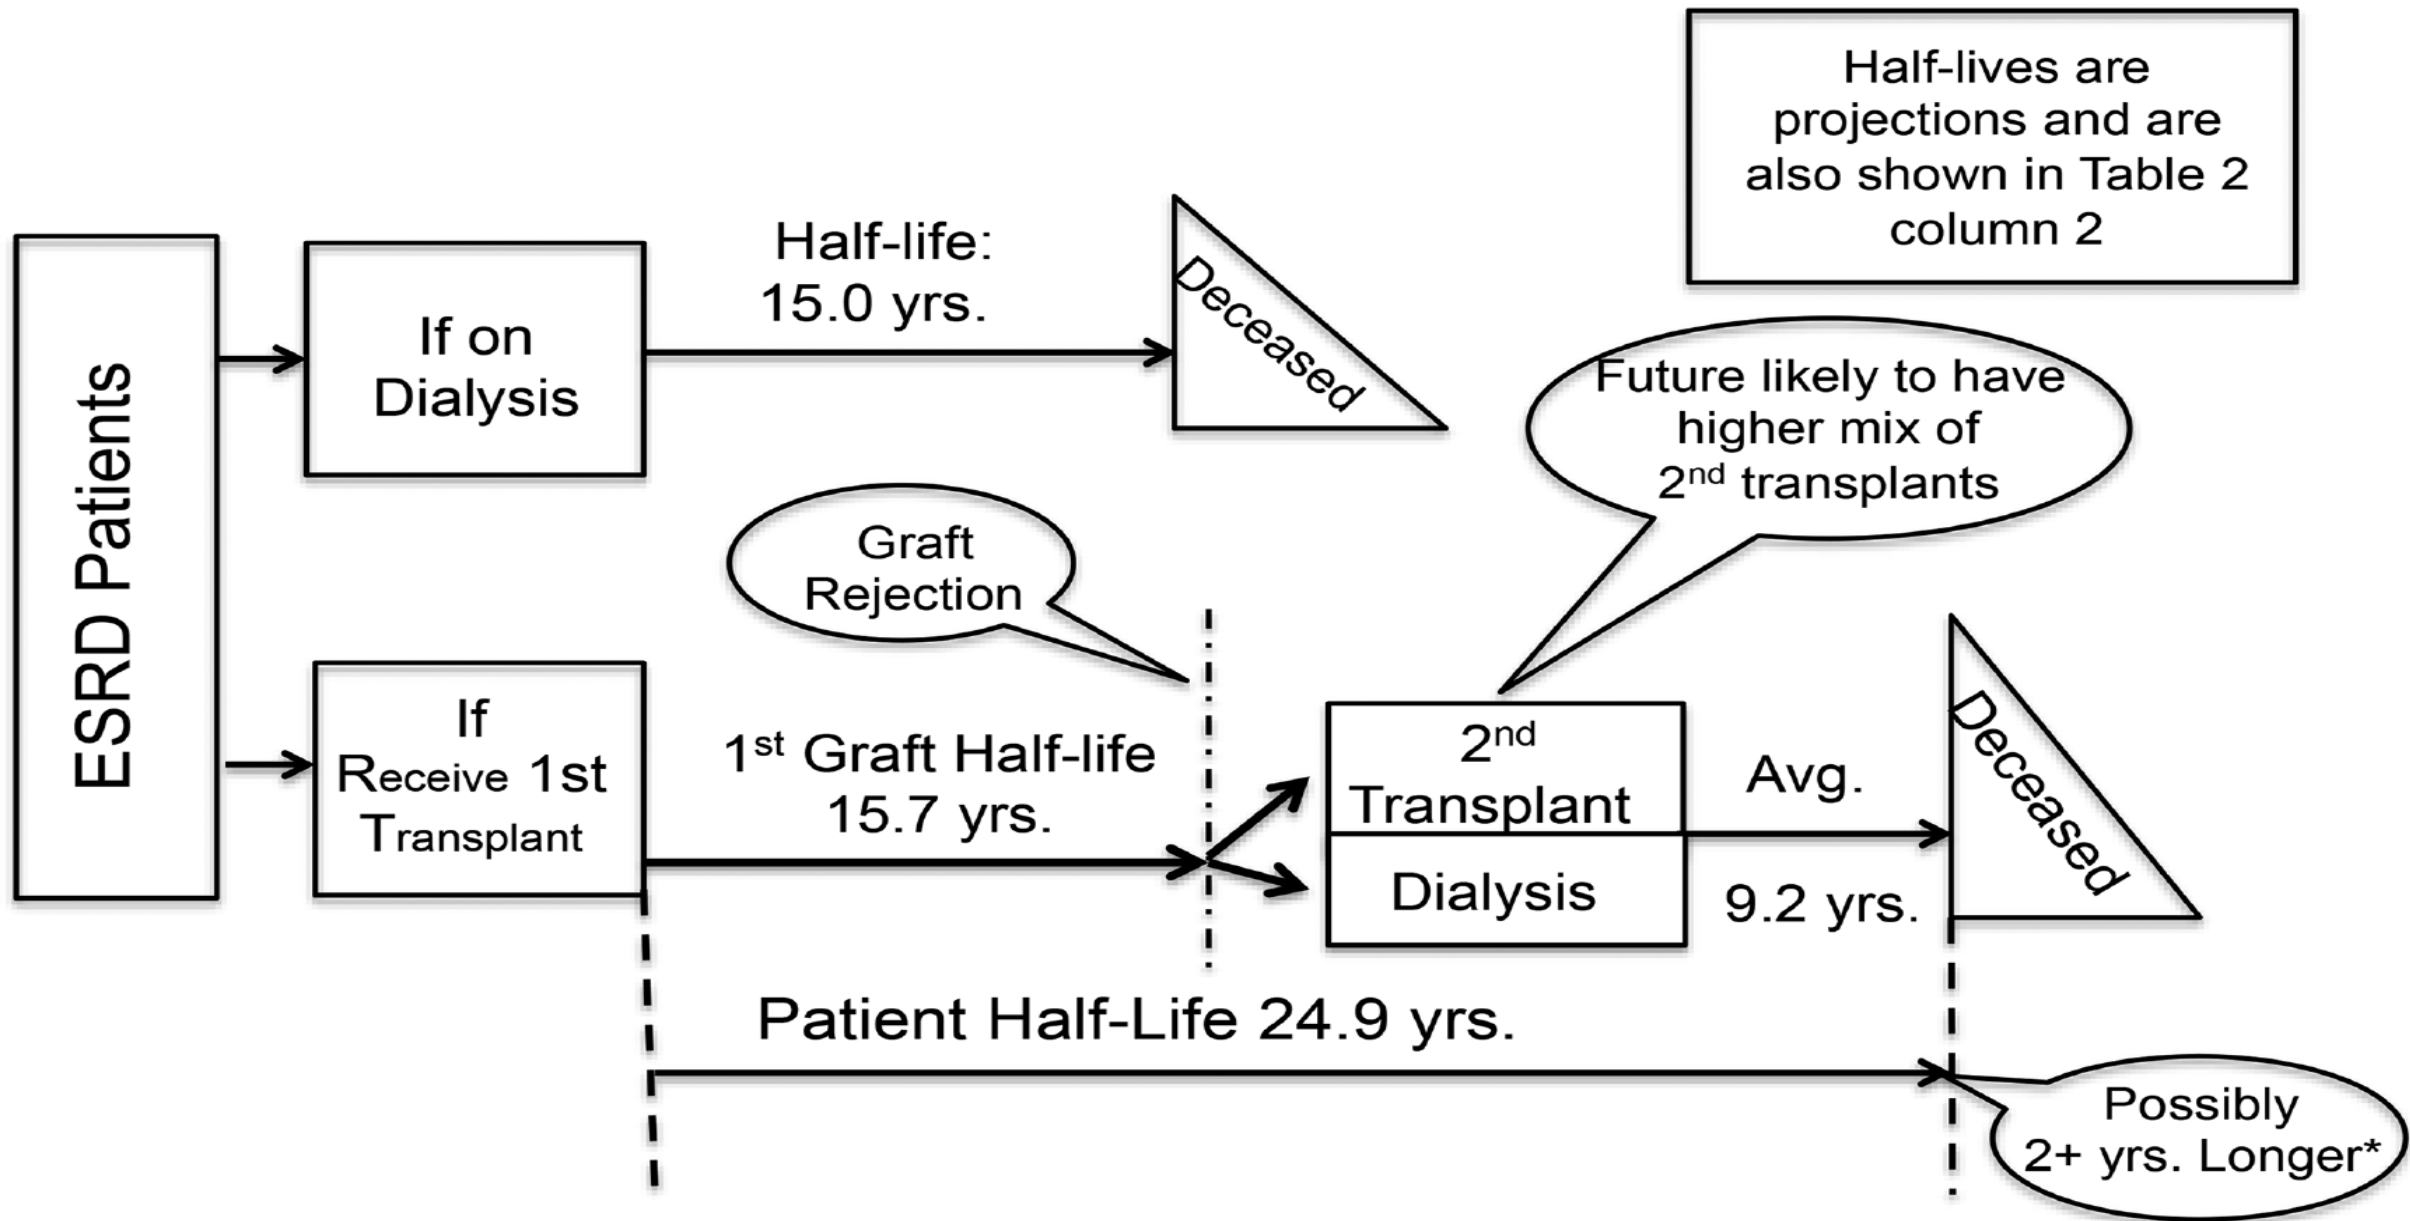 Half-lives are
projections and are
also shown in Table 2
column 2
ESRD Patients
If on
Dialysis
Half-life:
15.0 yrs.
Deceased
Future likely to have
higher mix of
2nd transplants
Graft
Rejection
If
Receive 1st
Transplant
1st Graft Half-life
15.7 yrs.
2nd
Transplant
Dialysis
Avg.
9.2 yrs.
Deceased
Patient Half-Life 24.9 yrs.
Possibly
2+ yrs. Longer*